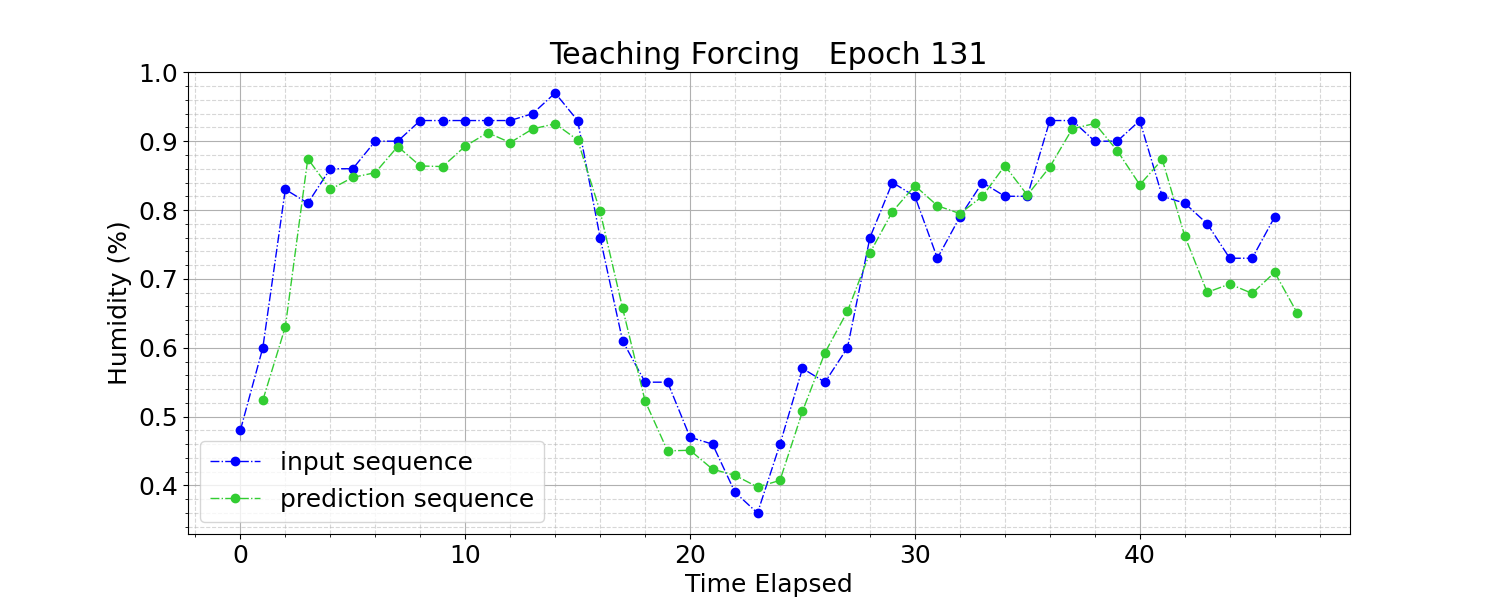 Teaching Forcing   Epoch 131
1.0
0.9
0.8
0.7
0.6
0.5
0.4
Humidity (%)
input sequence
prediction sequence
0 10 20 30 40
Time Elapsed